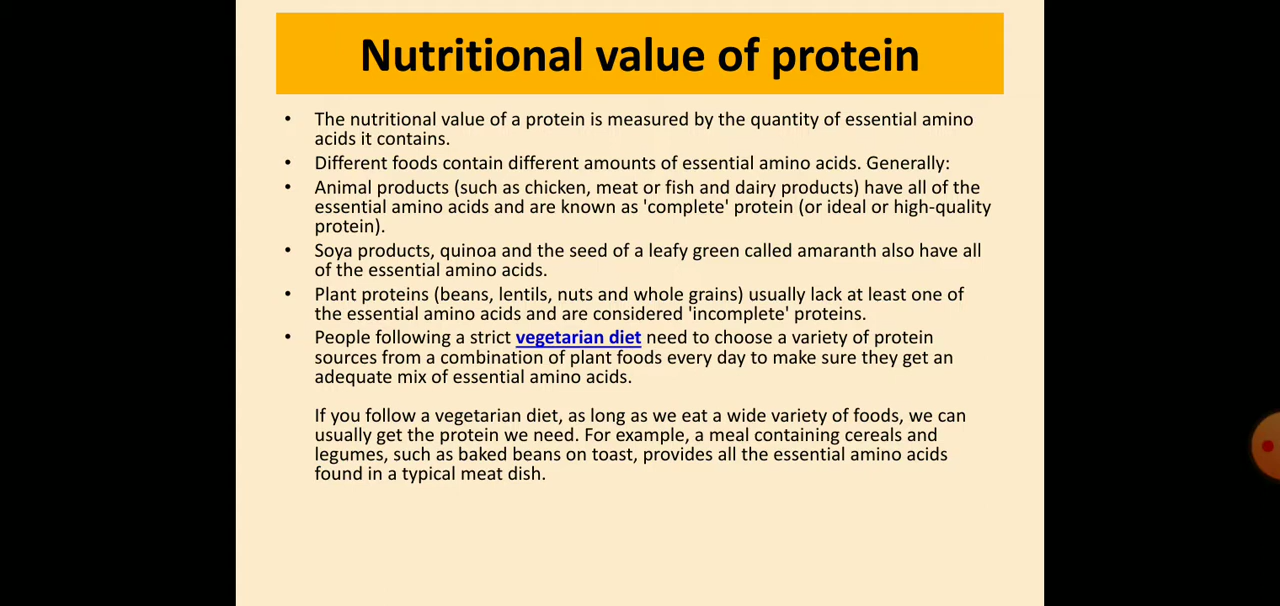 Nutritional value of protein
• The nutritional value of a protein is measured by the quantity of essential amino
acids it contains.
• Different foods contain different amounts of essential amino acids. Generally:
• Animal products (such as chicken, meat or fish and dairy products) have all of the
essential amino acids and are known as 'complete' protein (or ideal or high-quality
protein).
• Soya products, quinoa and the seed of a leafy green called amaranth also have all
of the essential amino acids.
• Plant proteins (beans, lentils, nuts and whole grains) usually lack at least one of
the essential amino acids and are considered 'incomplete' proteins.
• People following a strict vegetarian diet need to choose a variety of protein
sources from a combination of plant foods every day to make sure they get an
adequate mix of essential amino acids.
If you follow a vegetarian diet, as long as we eat a wide variety of foods, we can
usually get the protein we need. For example, a meal containing cereals and
legumes, such as baked beans on toast, provides all the essential amino acids
found in a typical meat dish.